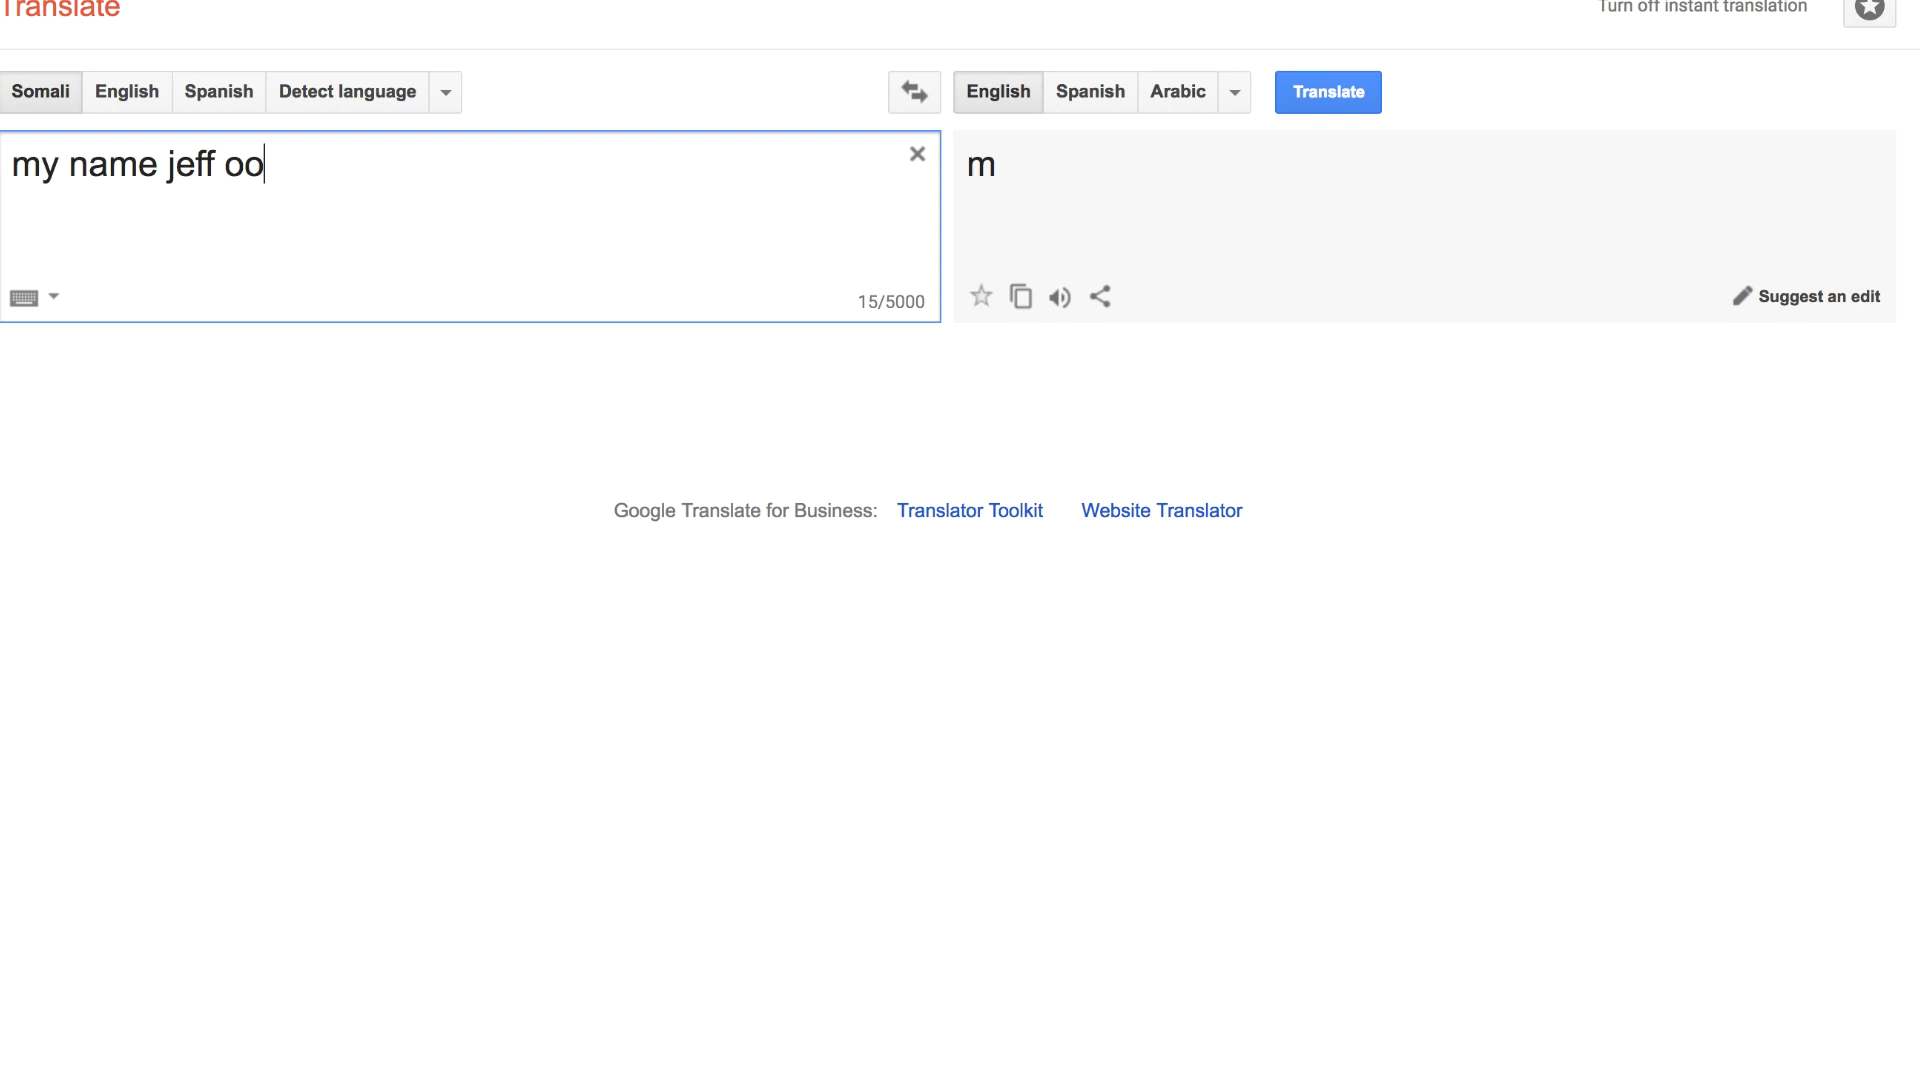 Translate
Turn off instant translation
Somali English Spanish Detect language
English Spanish Arabic
Translate
my name jeff oo
15/5000
m
Suggest an edit
Google Translate for Business: Translator Toolkit Website Translator